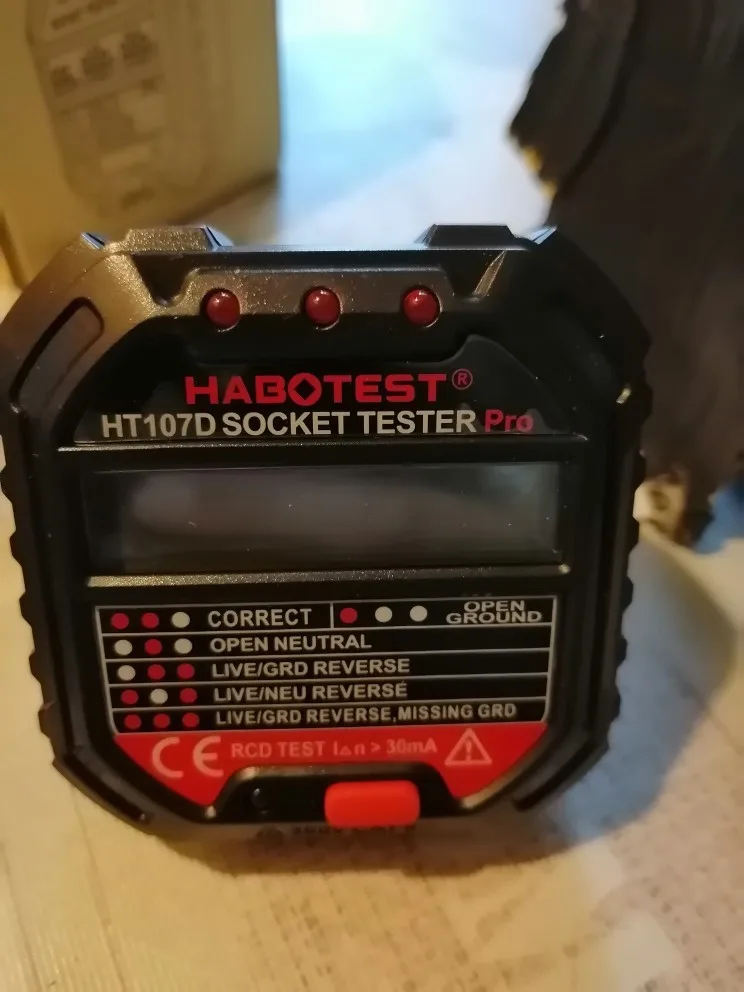 HABOTEST®
HT107D SOCKET TESTER Pro
CORRECT
OPEN
GROUND
OPEN NEUTRAL
LIVE/GRD REVERSE
LIVE/NEU REVERSE
LIVE/GRD REVERSE,MISSING GRD
CE RCD TEST I△n > 30mA